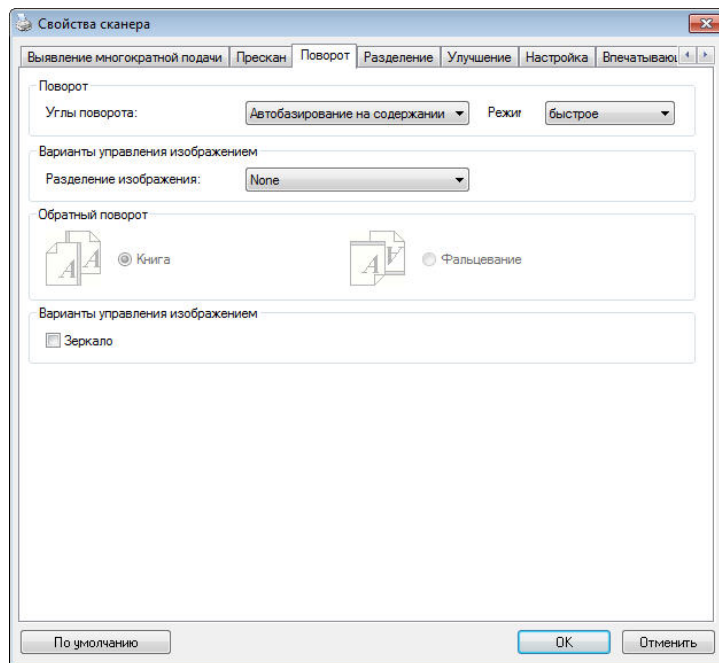 Свойства сканера
Выявление многократной подачи Прескан Поворот Разделение Улучшение Настройка Впечатываюц
Поворот
Углы поворота: Автобазирование на содержании Режи быстрое
Варианты управления изображением
Разделение изображения: None
Обратный поворот
A A Книга A A Фальцевание
Варианты управления изображением
Зеркало
По умолчанию OK Отменить